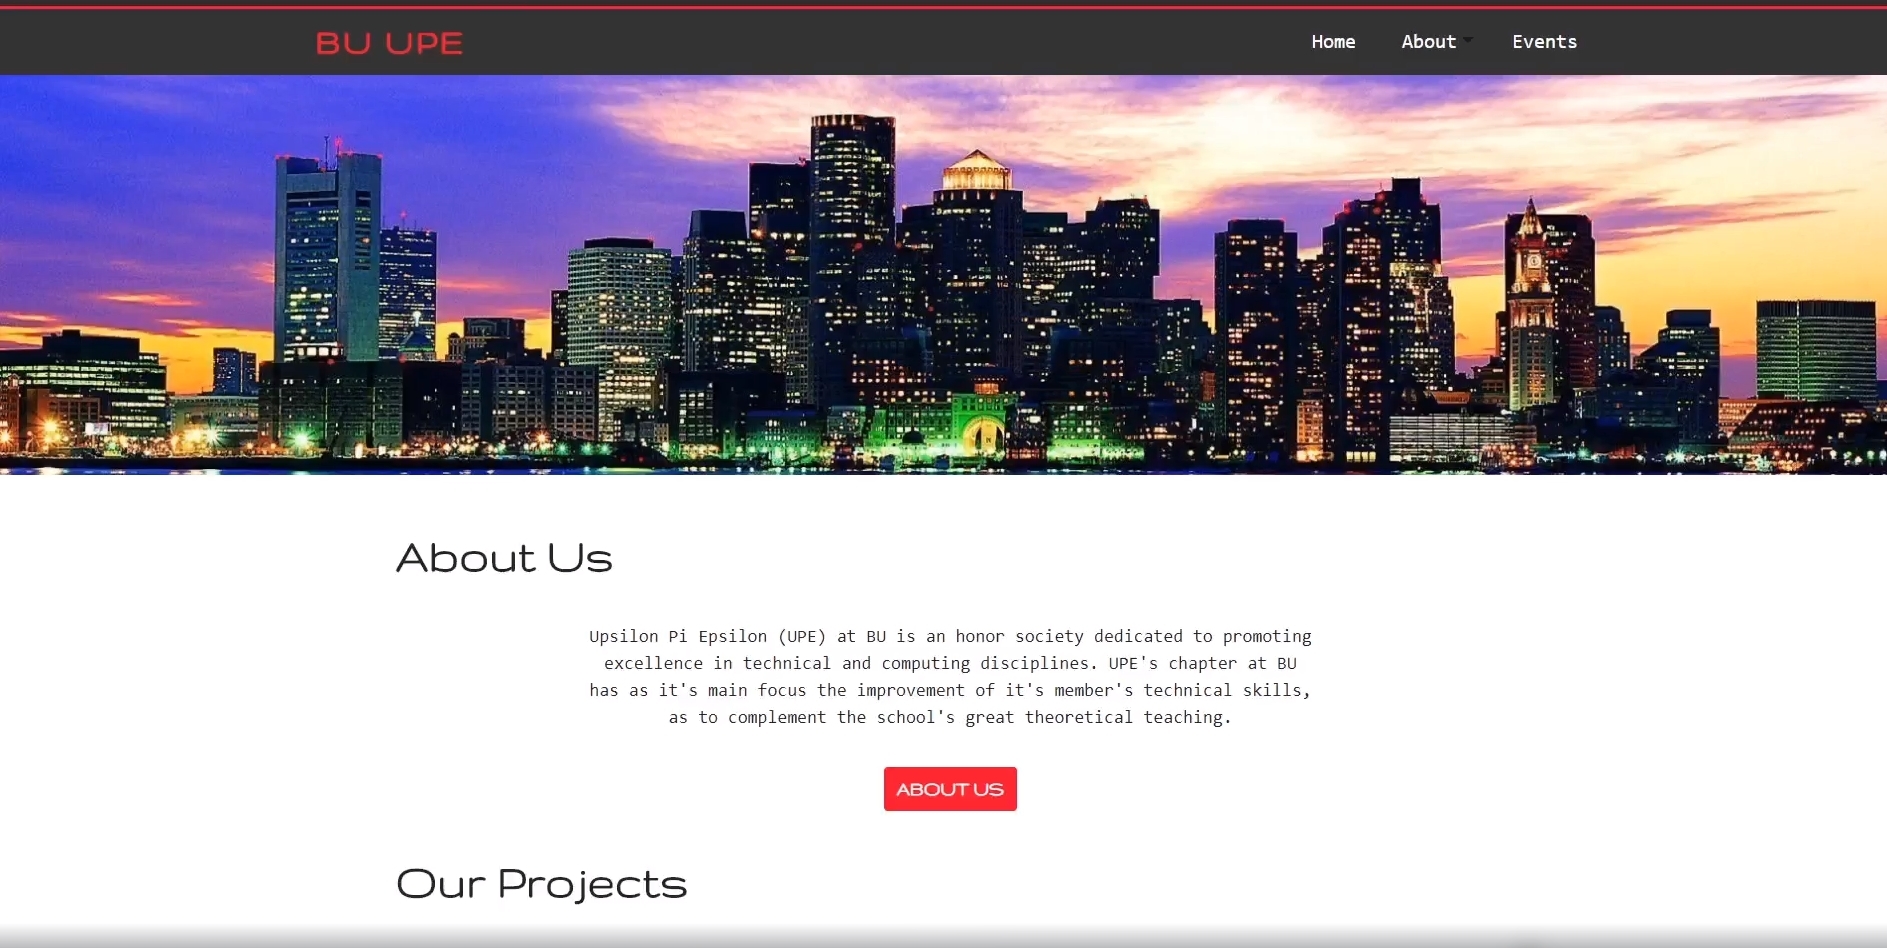 BU UPE
Home About Events
About Us
Upsilon Pi Epsilon (UPE) at BU is an honor society dedicated to promoting
excellence in technical and computing disciplines. UPE's chapter at BU
has as it's main focus the improvement of it's member's technical skills,
as to complement the school's great theoretical teaching.
ABOUT US
Our Projects